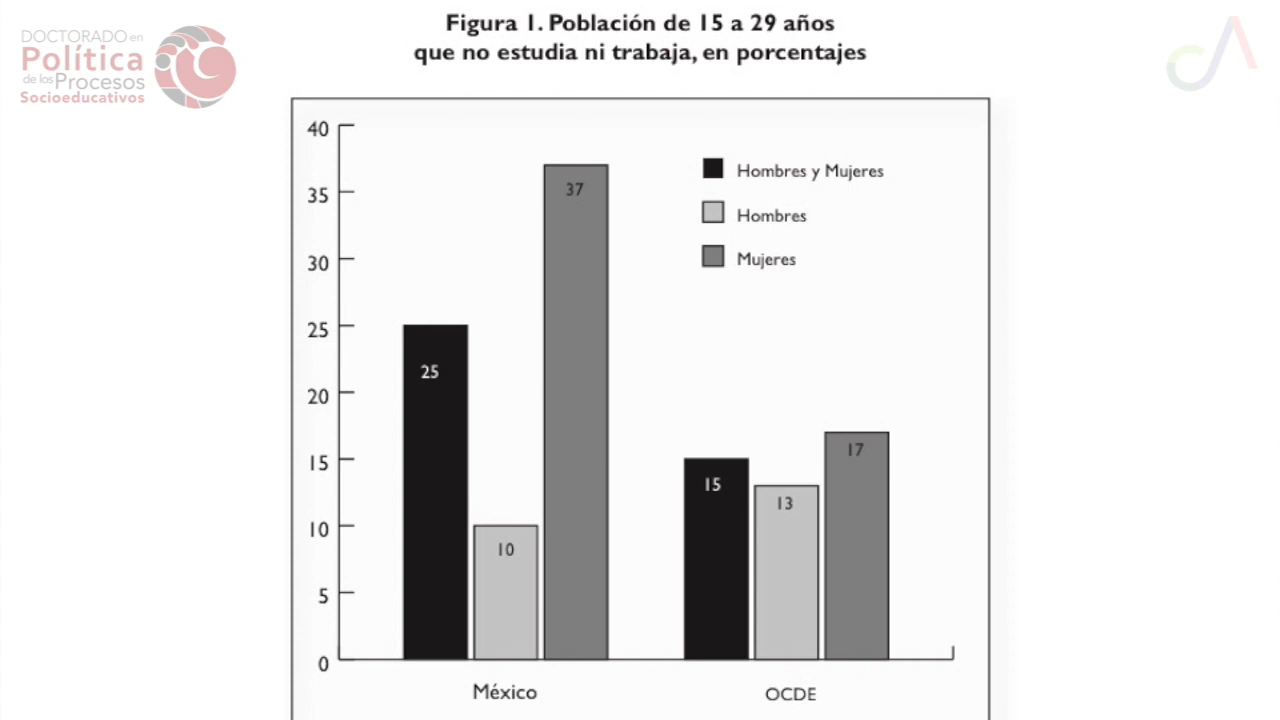 DOCTORADO en
Política
de los Procesos
Socioeducativos
Figura 1. Población de 15 a 29 años
que no estudia ni trabaja, en porcentajes
40
35
30
25
20
15
10
5
0
Hombres y Mujeres
Hombres
Mujeres
25
10
37
15
13
17
México
OCDE